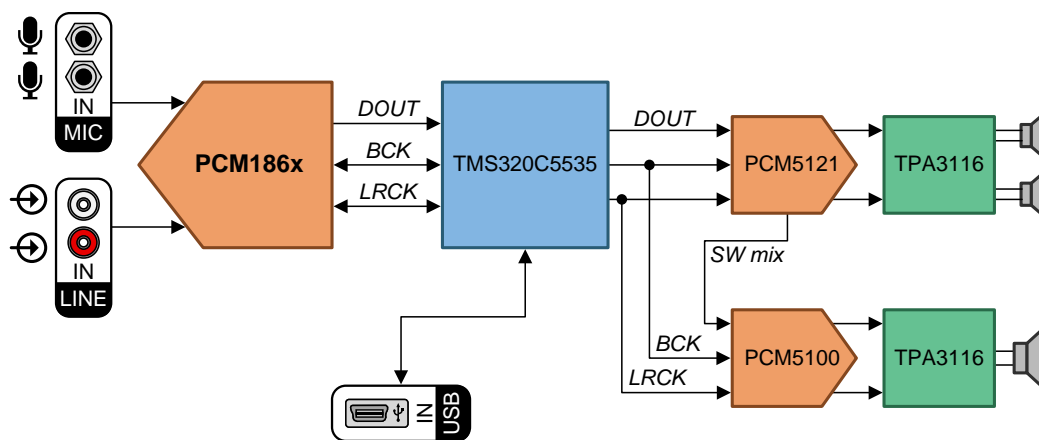 IN
MIC
IN
LINE
PCM186x
DOUT
BCK
LRCK
TMS320C5535
DOUT
PCM5121
TPA3116
SW mix
BCK
LRCK
PCM5100
TPA3116
IN
USB